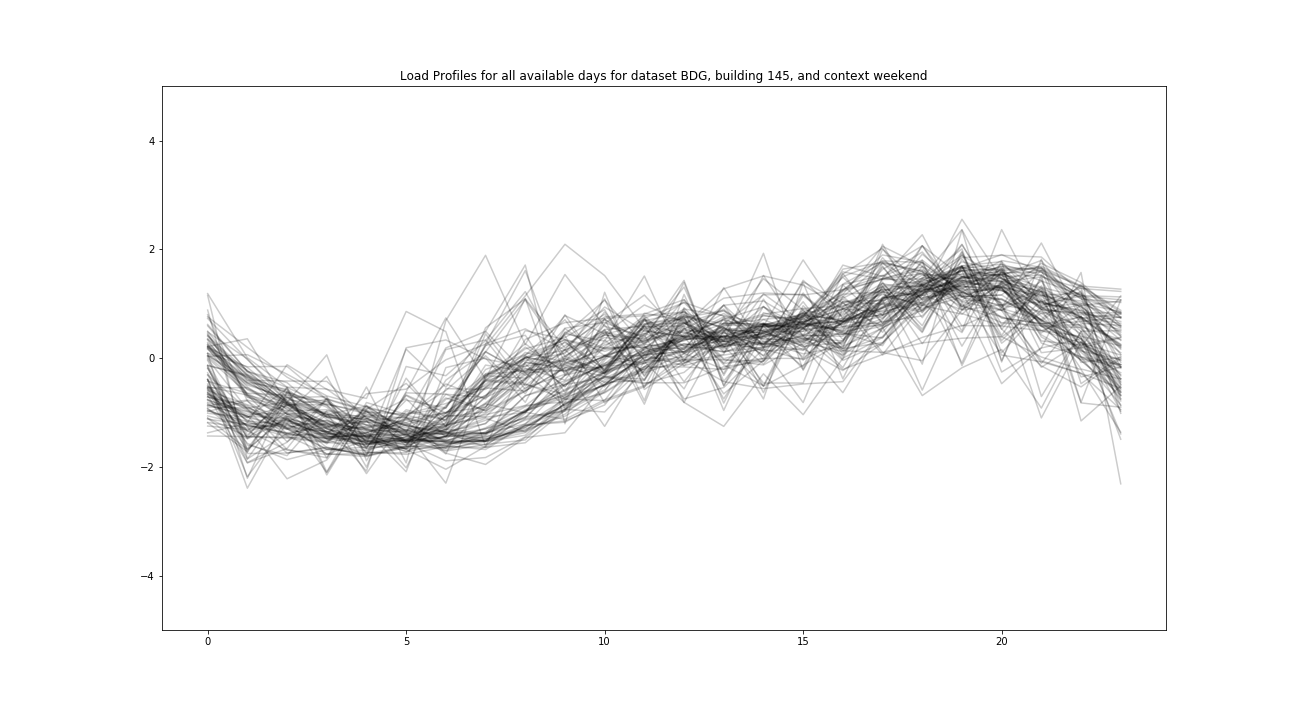 Load Profiles for all available days for dataset BDG, building 145, and context weekend
4
2
0
−2
−4
0 5 10 15 20